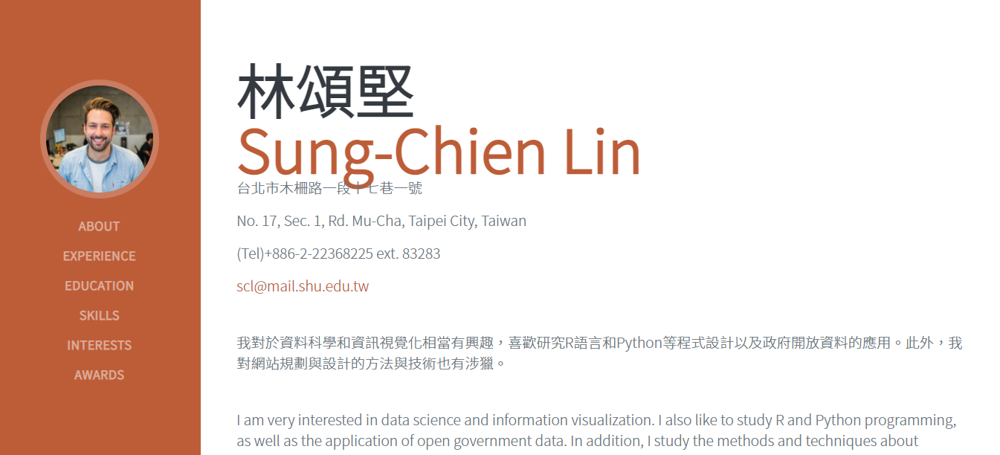 ABOUT
EXPERIENCE
EDUCATION
SKILLS
INTERESTS
AWARDS
林頌堅
Sung-Chien Lin
台北市木柵路一段十七巷一號
No. 17, Sec. 1, Rd. Mu-Cha, Taipei City, Taiwan
(Tel)+886-2-22368225 ext. 83283
scl@mail.shu.edu.tw
我對於資料科學和資訊視覺化相當有興趣，喜歡研究R語言和Python等程式設計以及政府開放資料的應用。此外，我
對網站規劃與設計的方法與技術也有涉獵。
I am very interested in data science and information visualization. I also like to study R and Python programming,
as well as the application of open government data. In addition, I study the methods and techniques about